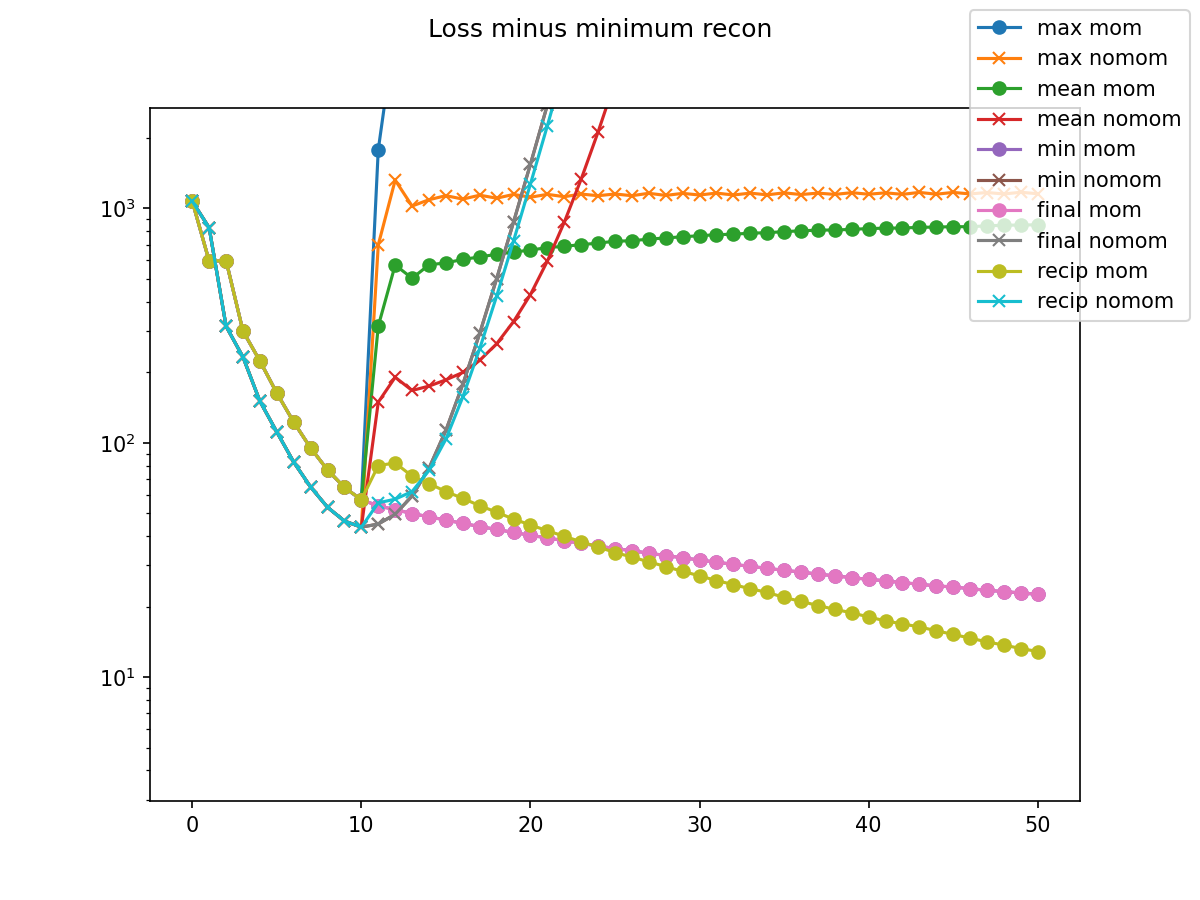 Loss minus minimum recon
max mom
max nomom
mean mom
mean nomom
min mom
min nomom
final mom
final nomom
recip mom
recip nomom
10³
10²
10¹
0 10 20 30 40 50